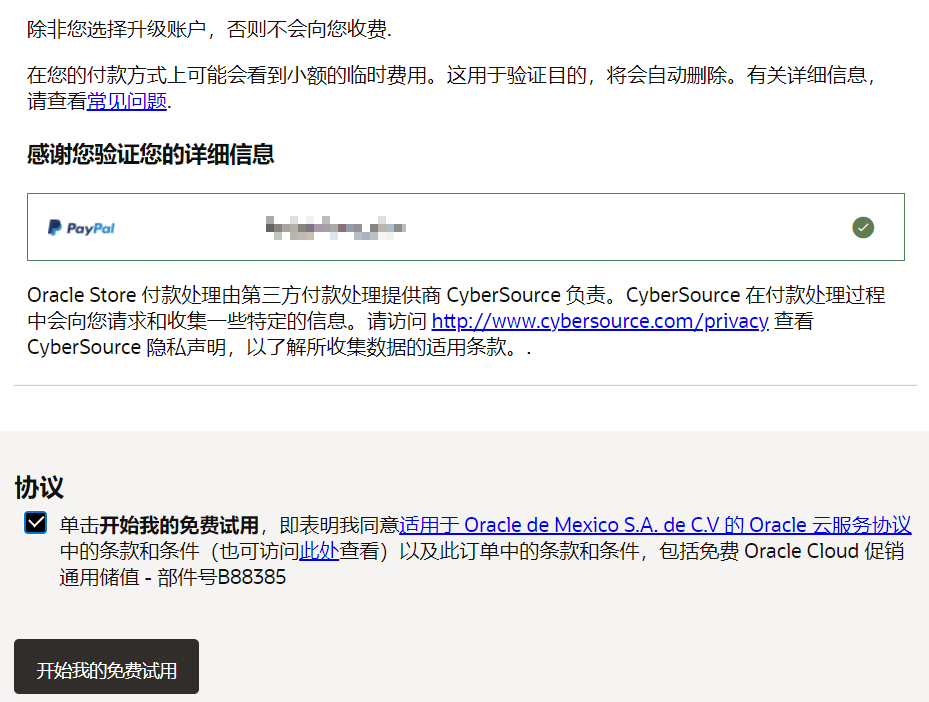 除非您选择升级账户，否则不会向您收费.
在您的付款方式上可能会看到小额的临时费用。这用于验证目的，将会自动删除。有关详细信息，
请查看常见问题.
感谢您验证您的详细信息
PayPal
Oracle Store 付款处理由第三方付款处理提供商 CyberSource 负责。CyberSource 在付款处理过程
中会向您请求和收集一些特定的信息。请访问 http://www.cybersource.com/privacy 查看
CyberSource 隐私声明，以了解所收集数据的适用条款。.
协议
单击开始我的免费试用，即表明我同意适用于 Oracle de Mexico S.A. de C.V 的 Oracle 云服务协议
中的条款和条件（也可访问此处查看）以及此订单中的条款和条件，包括免费 Oracle Cloud 促销
通用储值 - 部件号B88385
开始我的免费试用